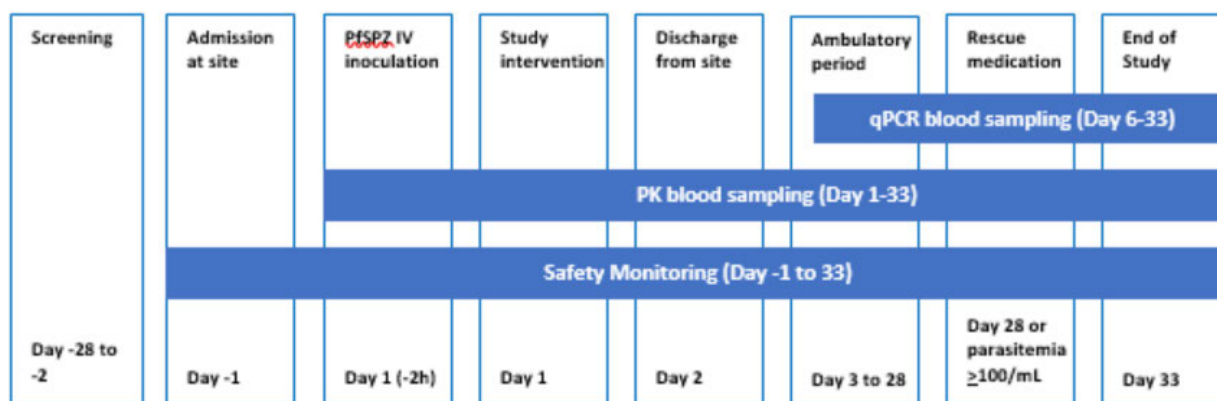 Screening
Admission
at site
PfSPZ IV
inoculation
Study
intervention
Discharge
from site
Ambulatory
period
Rescue
medication
End of
Study
qPCR blood sampling (Day 6-33)
PK blood sampling (Day 1-33)
Safety Monitoring (Day -1 to 33)
Day -28 to
-2
Day -1
Day 1 (-2h)
Day 1
Day 2
Day 3 to 28
Day 28 or
parasitemia
≥100/mL
Day 33